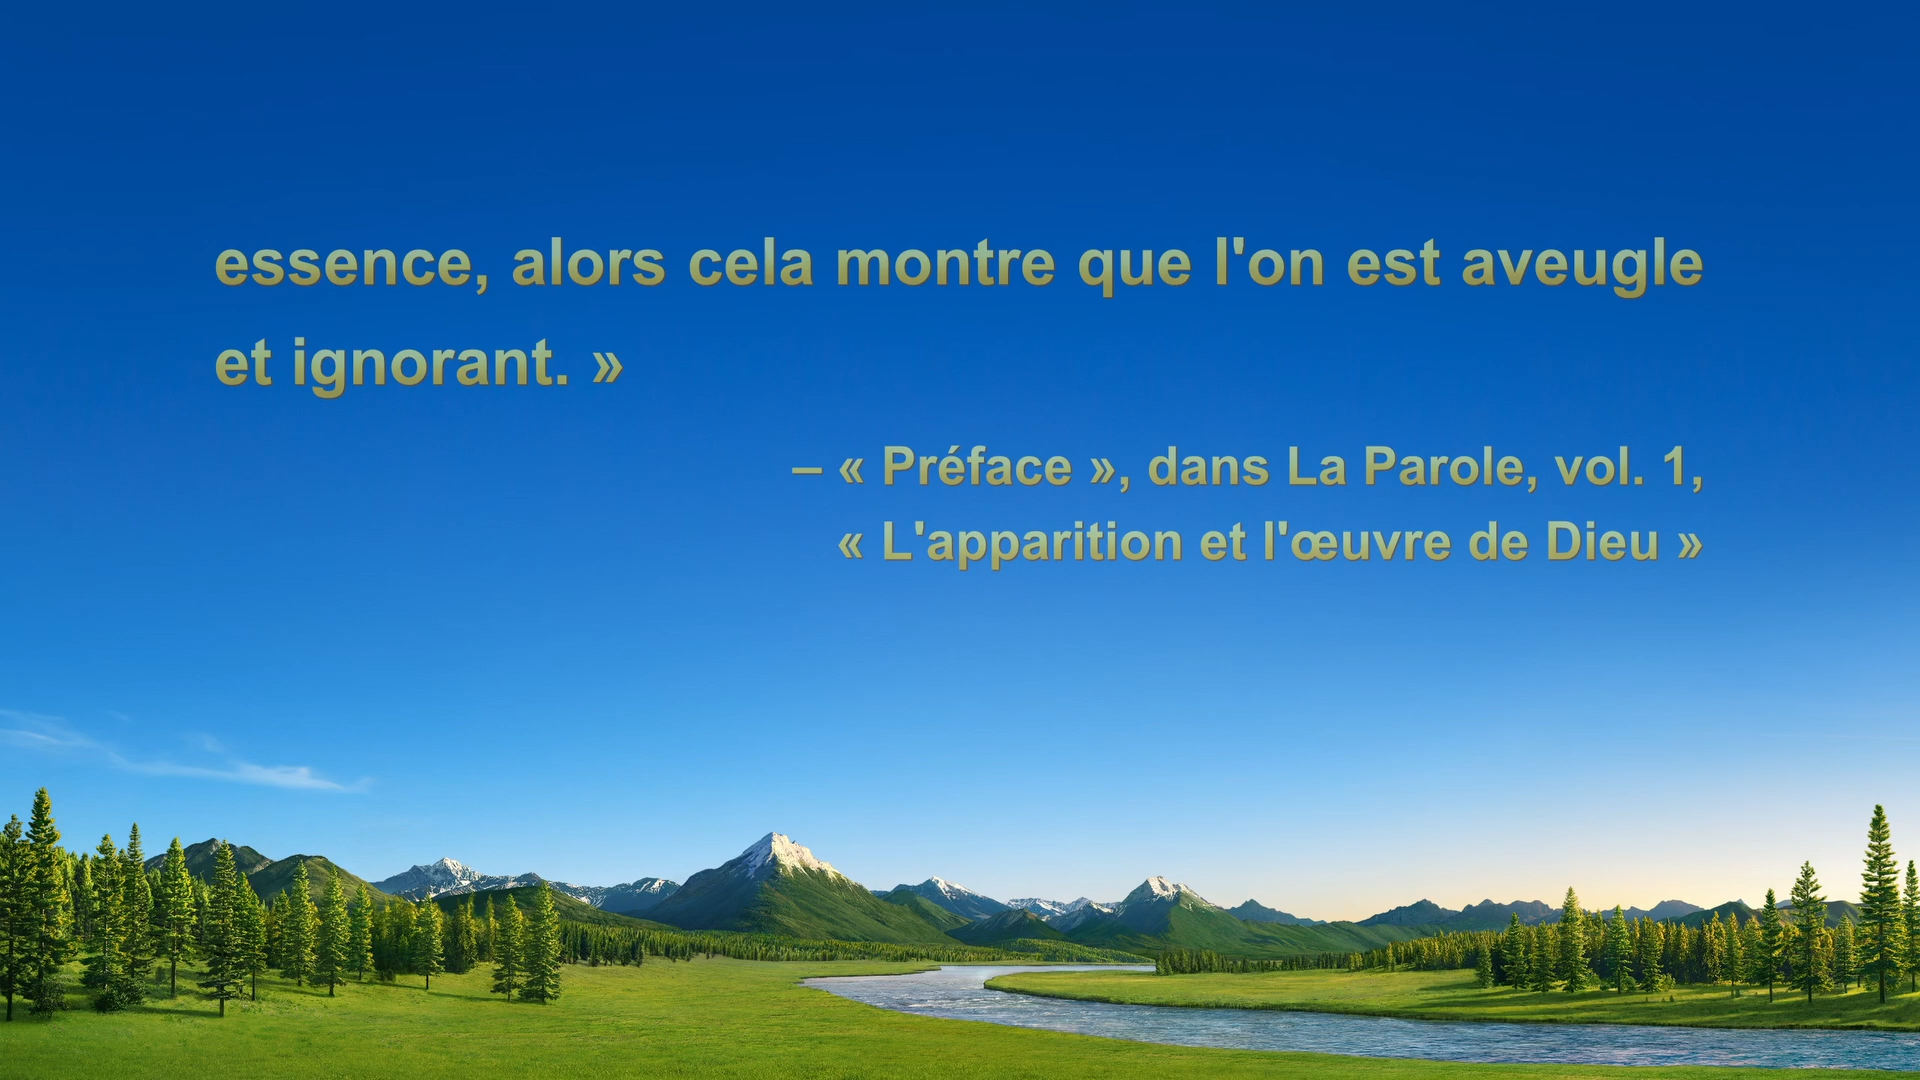 essence, alors cela montre que l'on est aveugle
et ignorant. »
– « Préface », dans La Parole, vol. 1,
« L'apparition et l'œuvre de Dieu »